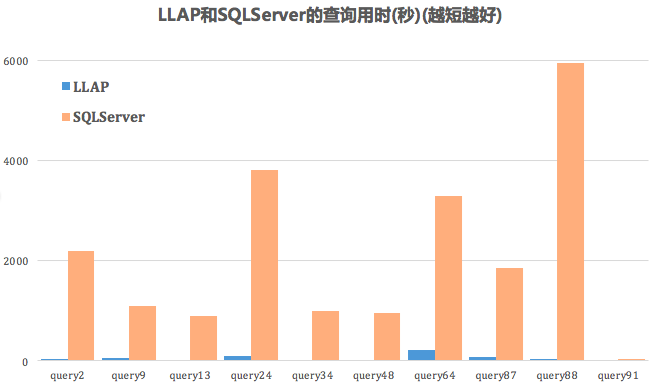 LLAP和SQLServer的查询用时(秒)(越短越好)
6000
LLAP
SQLServer
4000
2000
0
query2 query9 query13 query24 query34 query48 query64 query87 query88 query91